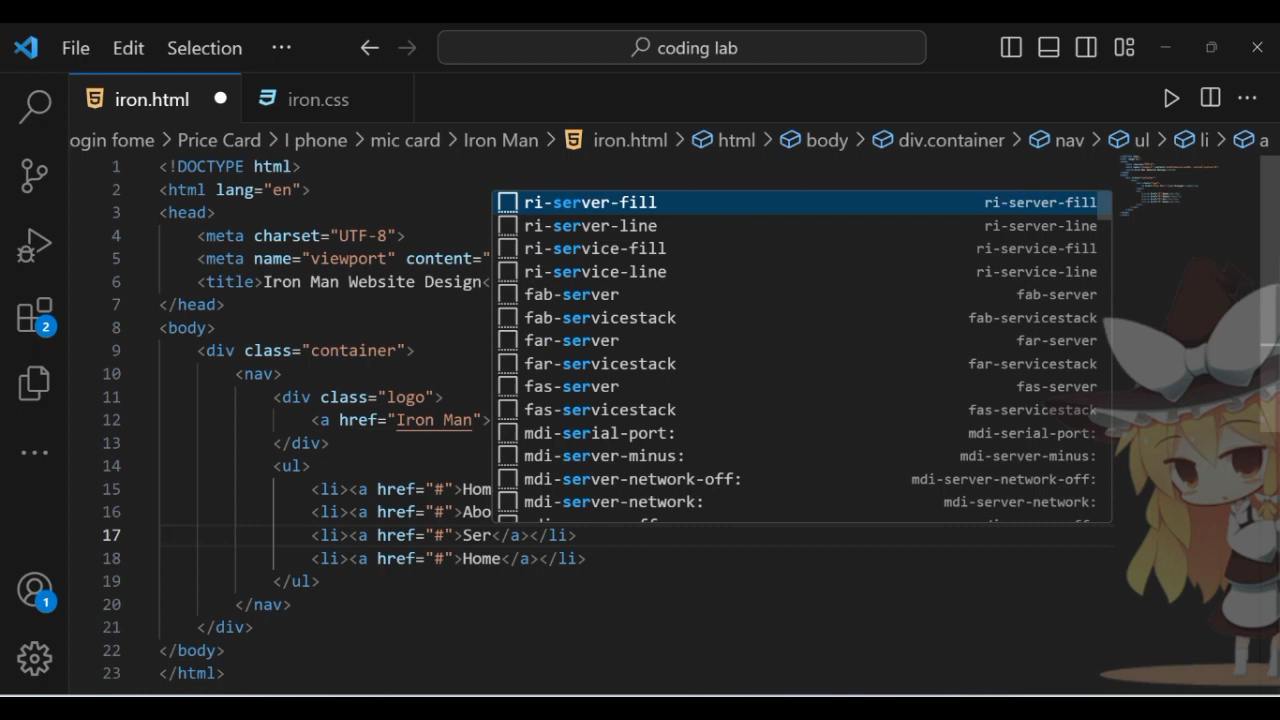 File Edit Selection ··· coding lab
iron.html iron.css
ogin fome > Price Card > I phone > mic card > Iron Man > iron.html > html > body > div.container > nav > ul > li > a
1 <!DOCTYPE html>
2 <html lang="en">
3 <head>
4 <meta charset="UTF-8">
5 <meta name="viewport" content="
6 <title>Iron Man Website Design<
7 </head>
8 <body>
9 <div class="container">
10 <nav>
11 <div class="logo">
12 <a href="Iron Man">
13 </div>
14 <ul>
15 <li><a href="#">Hom
16 <li><a href="#">Abo
17 <li><a href="#">Ser</a></li>
18 <li><a href="#">Home</a></li>
19 </ul>
20 </nav>
21 </div>
22 </body>
23 </html>
ri-server-fill ri-server-fill
ri-server-line ri-server-line
ri-service-fill ri-service-fill
ri-service-line ri-service-line
fab-server fab-server
fab-servicestack fab-servicestack
far-server far-server
far-servicestack far-servicestack
fas-server fas-server
fas-servicestack fas-servicestack
mdi-serial-port: mdi-serial-port:
mdi-server-minus: mdi-server-minus:
mdi-server-network-off: mdi-server-network-off:
mdi-server-network: mdi-server-network:
2
1